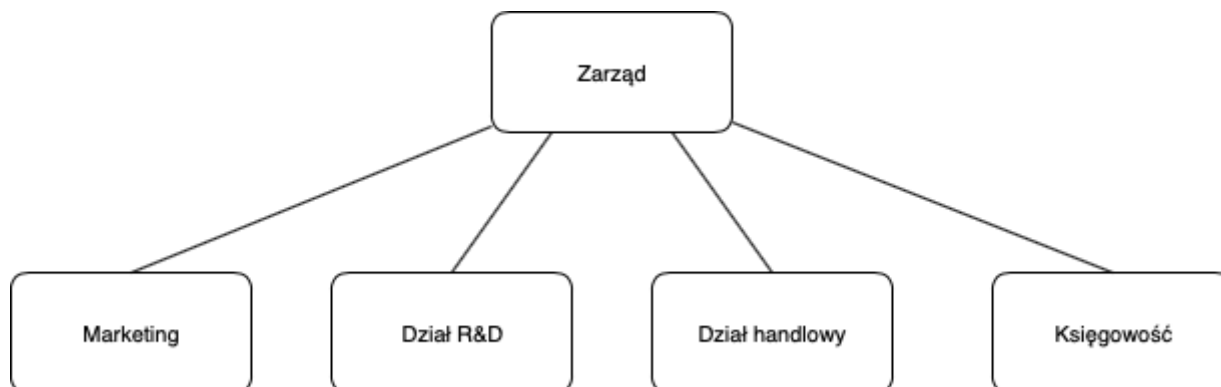 Zarząd
Marketing
Dział R&D
Dział handlowy
Księgowość